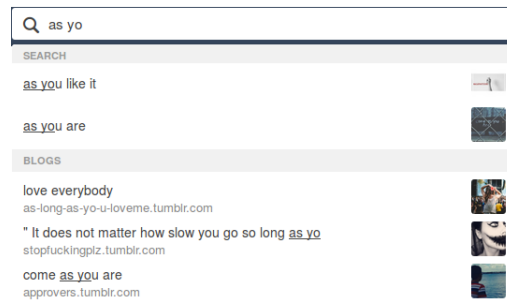 as yo
SEARCH
as you like it
as you are
BLOGS
love everybody
as-long-as-yo-u-loveme.tumblr.com
" It does not matter how slow you go so long as yo
stopfuckingplz.tumblr.com
come as you are
approvers.tumblr.com